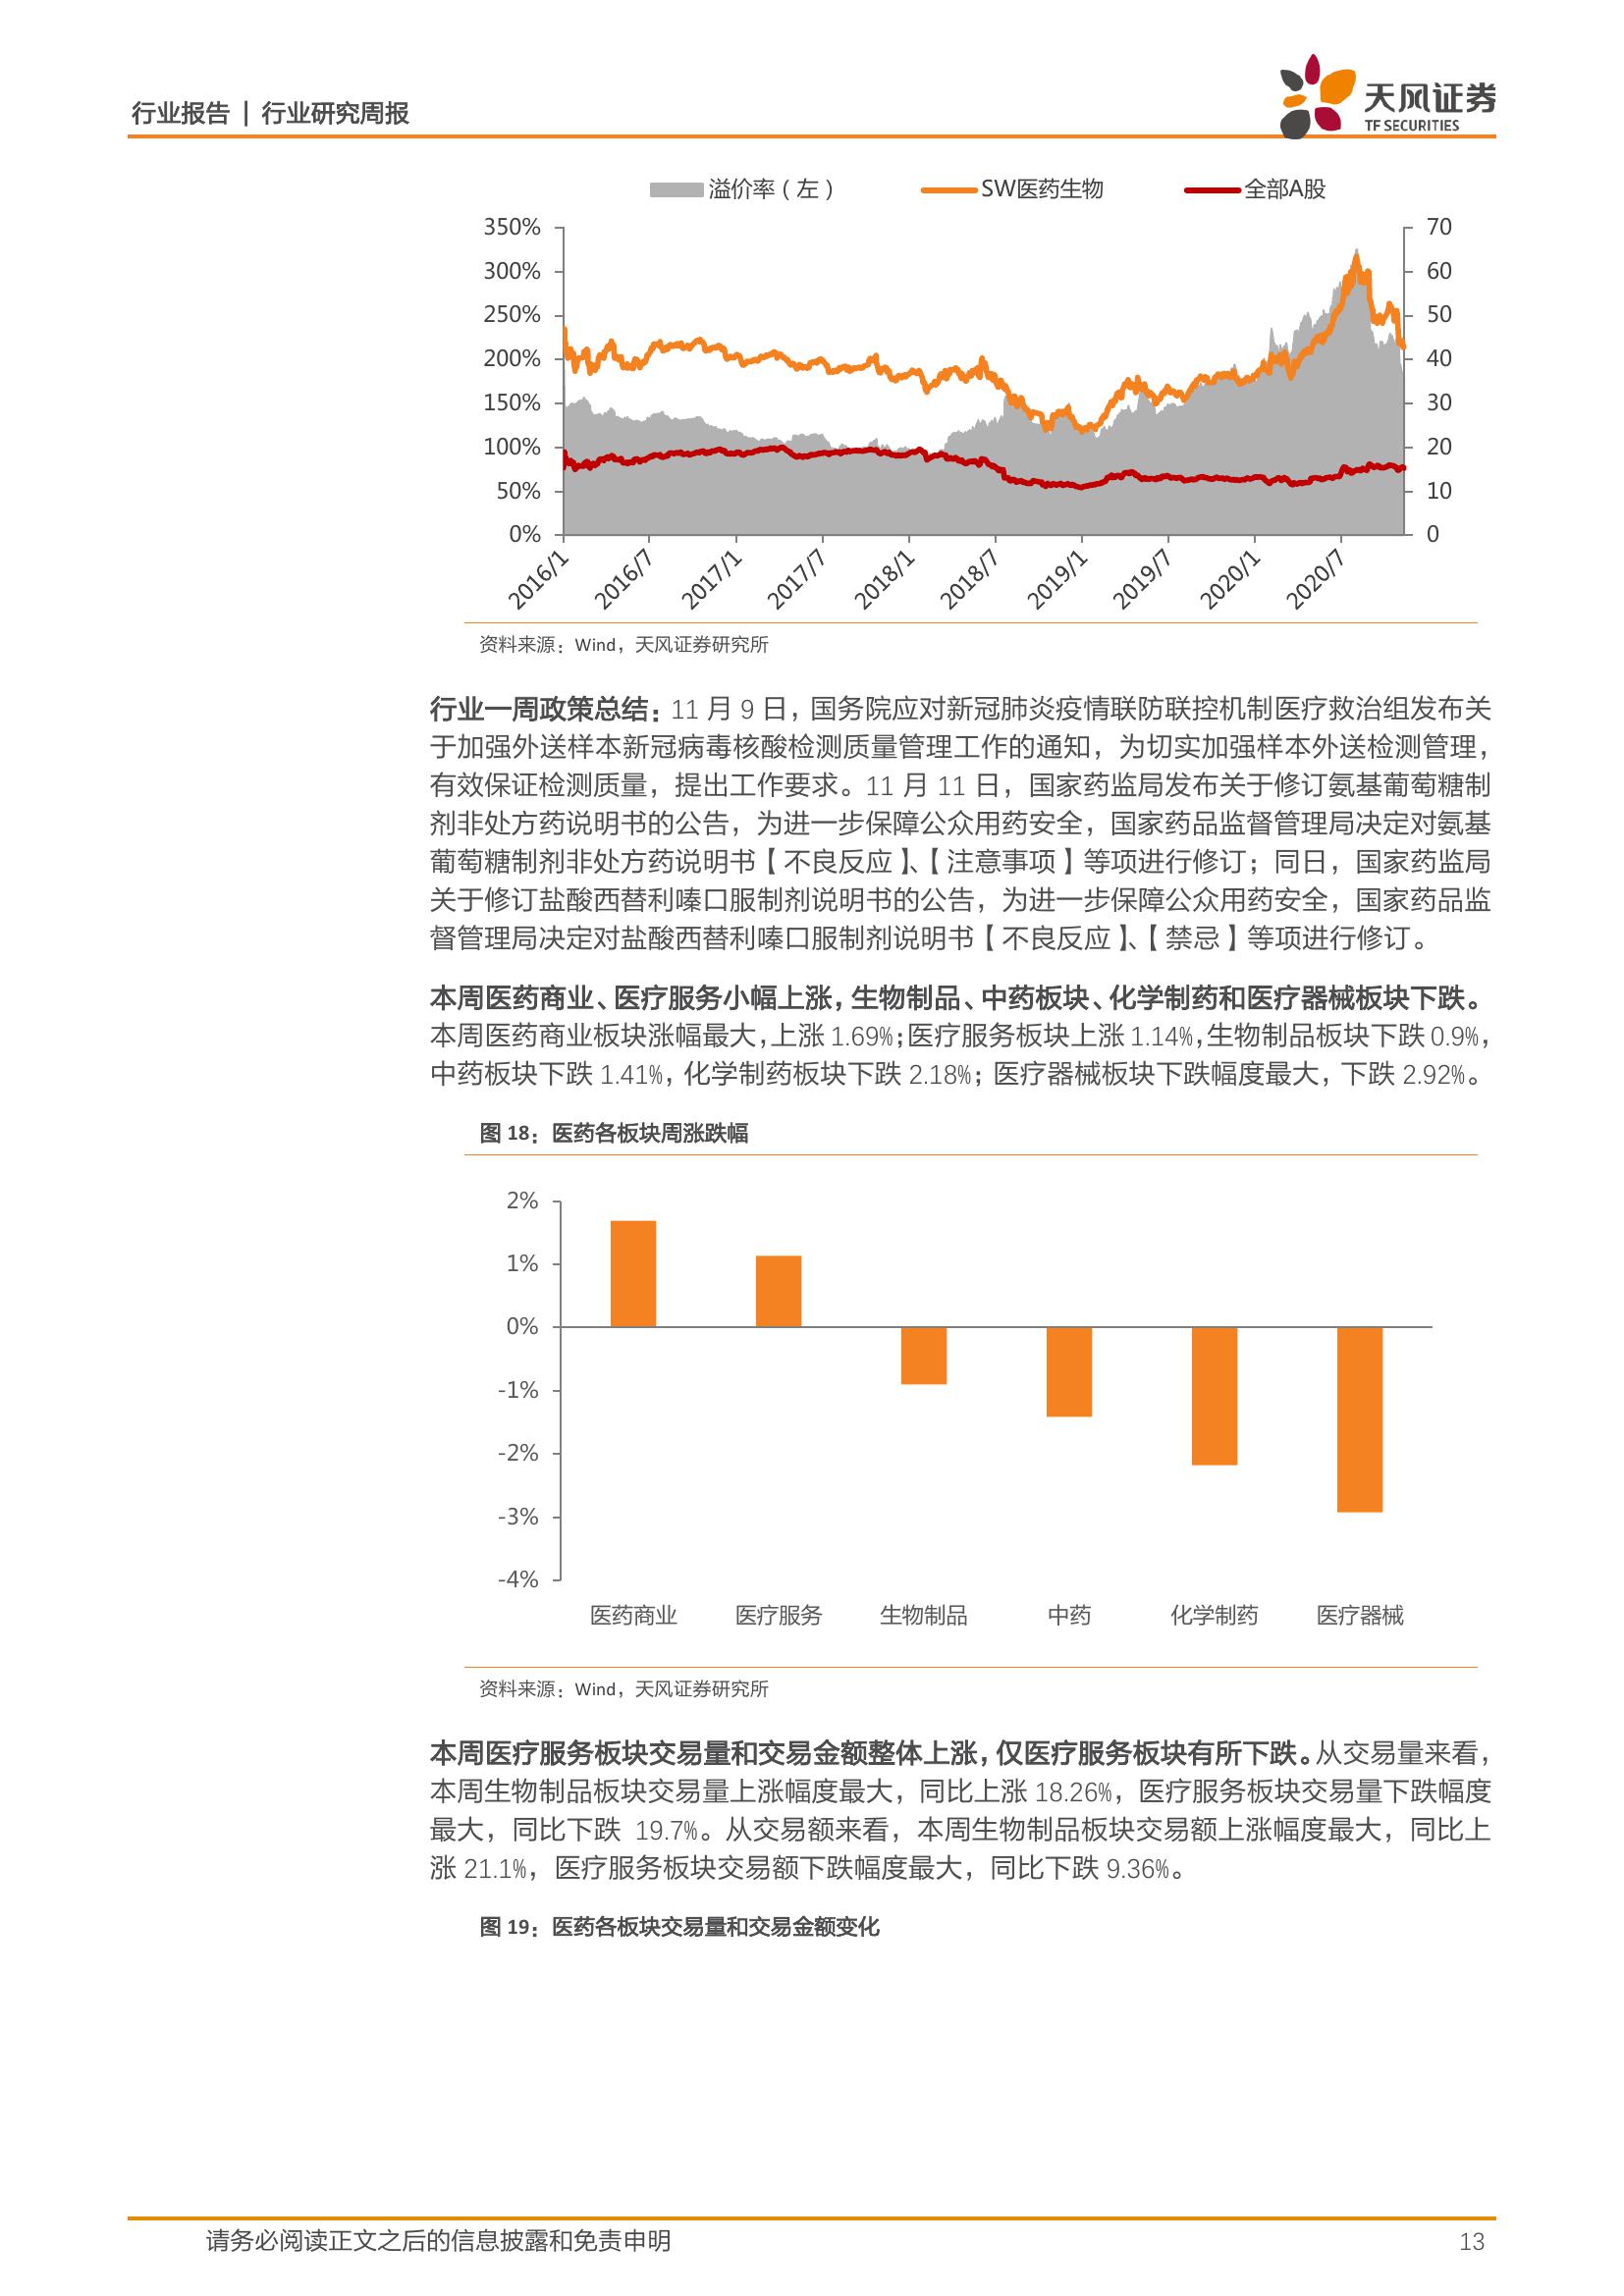 行业报告 | 行业研究周报
天风证券
TF SECURITIES
溢价率（左） SW医药生物 全部A股
350% 70
300% 60
250% 50
200% 40
150% 30
100% 20
50% 10
0% 0
2016/1 2016/7 2017/1 2017/7 2018/1 2018/7 2019/1 2019/7 2020/1 2020/7
资料来源：Wind，天风证券研究所
行业一周政策总结：11 月 9 日，国务院应对新冠肺炎疫情联防联控机制医疗救治组发布关
于加强外送样本新冠病毒核酸检测质量管理工作的通知，为切实加强样本外送检测管理，
有效保证检测质量，提出工作要求。11 月 11 日，国家药监局发布关于修订氨基葡萄糖制
剂非处方药说明书的公告，为进一步保障公众用药安全，国家药品监督管理局决定对氨基
葡萄糖制剂非处方药说明书【不良反应】、【注意事项】等项进行修订；同日，国家药监局
关于修订盐酸西替利嗪口服制剂说明书的公告，为进一步保障公众用药安全，国家药品监
督管理局决定对盐酸西替利嗪口服制剂说明书【不良反应】、【禁忌】等项进行修订。
本周医药商业、医疗服务小幅上涨，生物制品、中药板块、化学制药和医疗器械板块下跌。
本周医药商业板块涨幅最大，上涨 1.69%；医疗服务板块上涨 1.14%，生物制品板块下跌 0.9%，
中药板块下跌 1.41%，化学制药板块下跌 2.18%；医疗器械板块下跌幅度最大，下跌 2.92%。
图 18：医药各板块周涨跌幅
2%
1%
0%
-1%
-2%
-3%
-4%
医药商业 医疗服务 生物制品 中药 化学制药 医疗器械
资料来源：Wind，天风证券研究所
本周医疗服务板块交易量和交易金额整体上涨，仅医疗服务板块有所下跌。从交易量来看，
本周生物制品板块交易量上涨幅度最大，同比上涨 18.26%，医疗服务板块交易量下跌幅度
最大，同比下跌 19.7%。从交易额来看，本周生物制品板块交易额上涨幅度最大，同比上
涨 21.1%，医疗服务板块交易额下跌幅度最大，同比下跌 9.36%。
图 19：医药各板块交易量和交易金额变化
请务必阅读正文之后的信息披露和免责申明 13